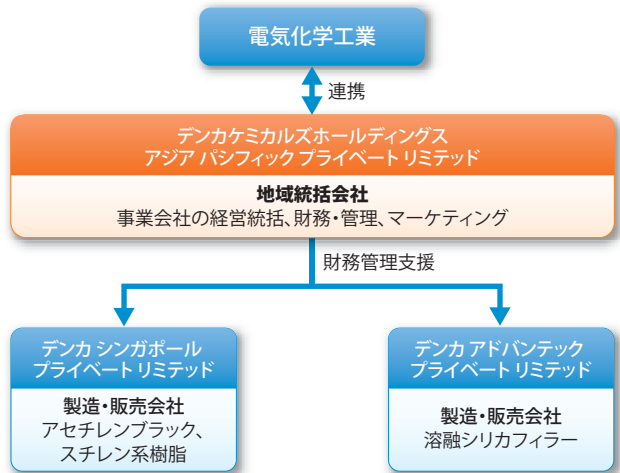 電気化学工業
連携
デンカケミカルズホールディングス
アジア パシフィック プライベート リミテッド
地域統括会社
事業会社の経営統括、財務・管理、マーケティング
財務管理支援
デンカ シンガポール
プライベート リミテッド
製造・販売会社
アセチレンブラック、
スチレン系樹脂
デンカ アドバンテック
プライベート リミテッド
製造・販売会社
溶融シリカフィラー